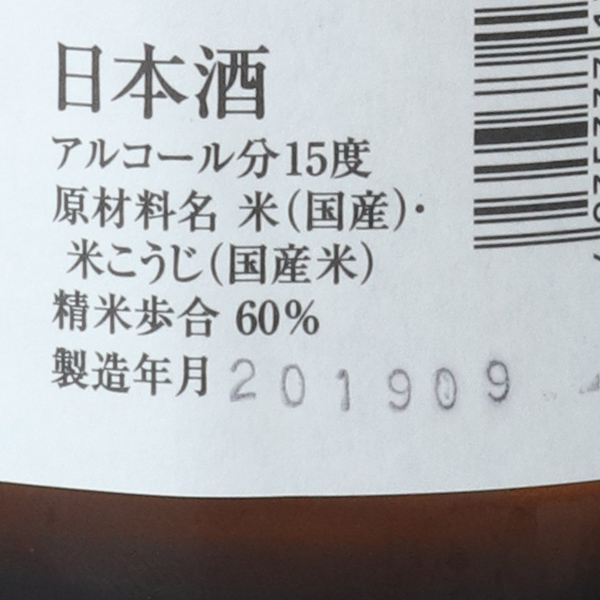 日本酒
アルコール分15度
原材料名 米(国産)・
米こうじ(国産米)
精米歩合 60%
製造年月 201909